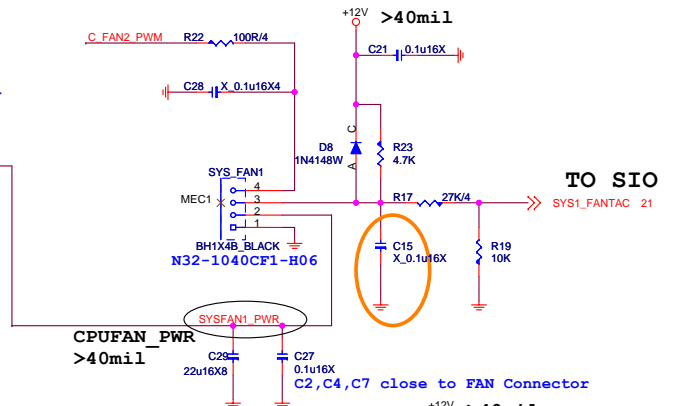 +12V
>40mil
C_FAN2_PWM
R22
100R/4
C21
0.1u16X
C28
X_0.1u16X4
C
D8
1N4148W
A
R23
4.7K
SYS_FAN1
MEC1
4
3
2
1
R17
27K/4
TO SIO
SYS1_FANTAC 21
BH1X4B_BLACK
N32-1040CF1-H06
C15
X_0.1u16X
R19
10K
SYSFAN1_PWR
CPUFAN_PWR
>40mil
C29
22u16X8
C27
0.1u16X
C2,C4,C7 close to FAN Connector
+12V